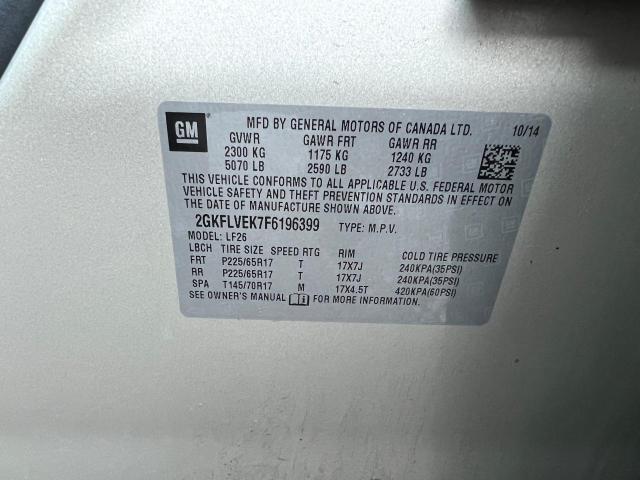 GM
MFD BY GENERAL MOTORS OF CANADA LTD. 10/14
GVWR GAWR FRT GAWR RR
2300 KG 1175 KG 1240 KG
5070 LB 2590 LB 2733 LB
THIS VEHICLE CONFORMS TO ALL APPLICABLE U.S. FEDERAL MOTOR
VEHICLE SAFETY AND THEFT PREVENTION STANDARDS IN EFFECT ON
THE DATE OF MANUFACTURE SHOWN ABOVE.
2GKFLVEK7F6196399 TYPE: M.P.V.
MODEL: LF26
LBCH TIRE SIZE SPEED RTG RIM COLD TIRE PRESSURE
FRT P225/65R17 T 17X7J 240KPA(35PSI)
RR P225/65R17 T 17X7J 240KPA(35PSI)
SPA T145/70R17 M 17X4.5T 420KPA(60PSI)
SEE OWNER'S MANUAL FOR MORE INFORMATION.